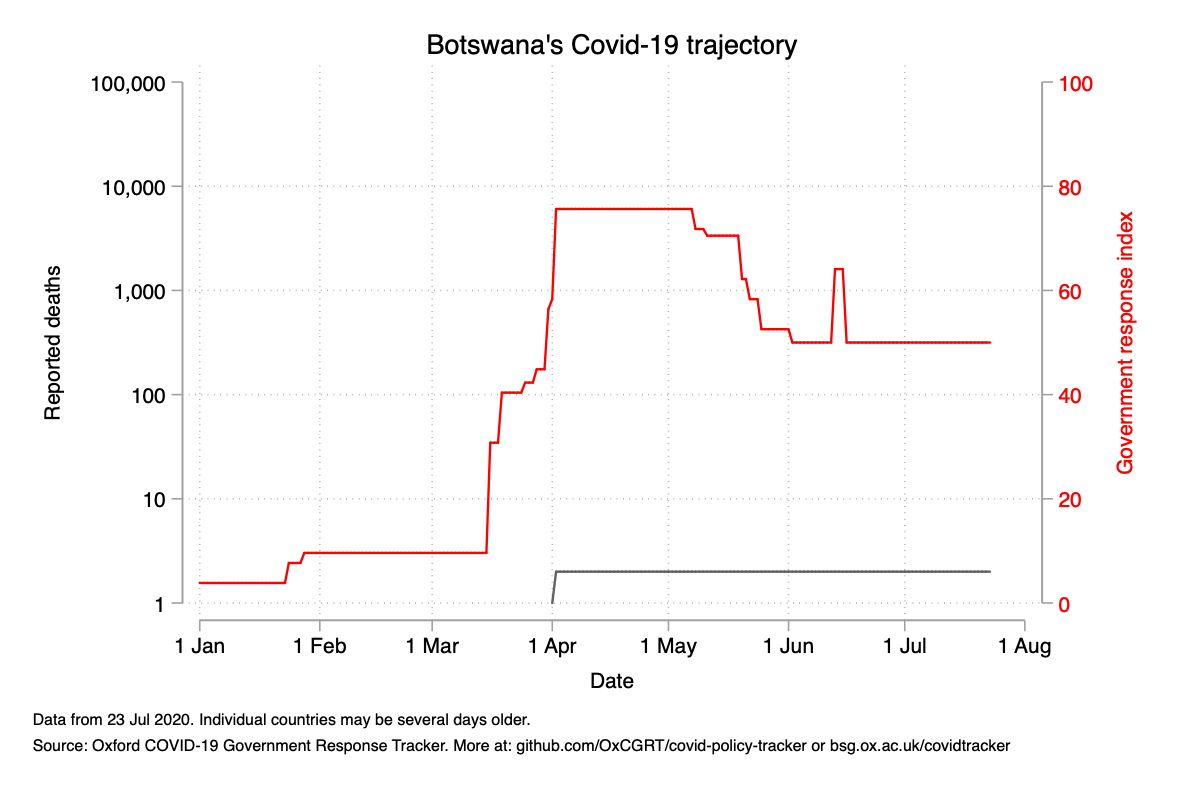 Botswana's Covid-19 trajectory
100,000
10,000
1,000
100
10
1
Reported deaths
100
80
60
40
20
0
Government response index
1 Jan
1 Feb
1 Mar
1 Apr
1 May
1 Jun
1 Jul
1 Aug
Date
Data from 23 Jul 2020. Individual countries may be several days older.
Source: Oxford COVID-19 Government Response Tracker. More at: github.com/OxCGRT/covid-policy-tracker or bsg.ox.ac.uk/covidtracker